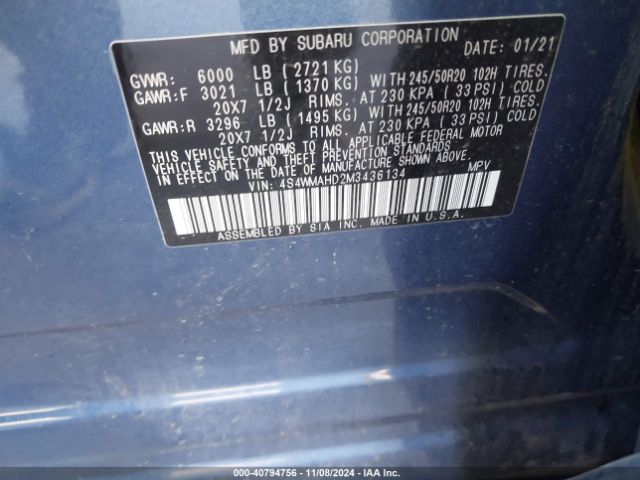 MFD BY SUBARU CORPORATION DATE: 01/21
GVWR: 6000 LB ( 2721 KG)
GAWR:F 3021 LB ( 1370 KG) WITH 245/50R20 102H TIRES.
20X7 1/2J RIMS. AT 230 KPA ( 33 PSI) COLD
GAWR:R 3296 LB ( 1495 KG) WITH 245/50R20 102H TIRES.
20X7 1/2J RIMS. AT 230 KPA ( 33 PSI) COLD
THIS VEHICLE CONFORMS TO ALL APPLICABLE FEDERAL MOTOR
VEHICLE SAFETY AND THEFT PREVENTION STANDARDS
IN EFFECT ON THE DATE OF MANUFACTURE SHOWN ABOVE.
VIN: 4S4WMAHD2M3436134 MPV
ASSEMBLED BY SIA INC. MADE IN U.S.A.
000-40794756 - 11/08/2024 - IAA Inc.